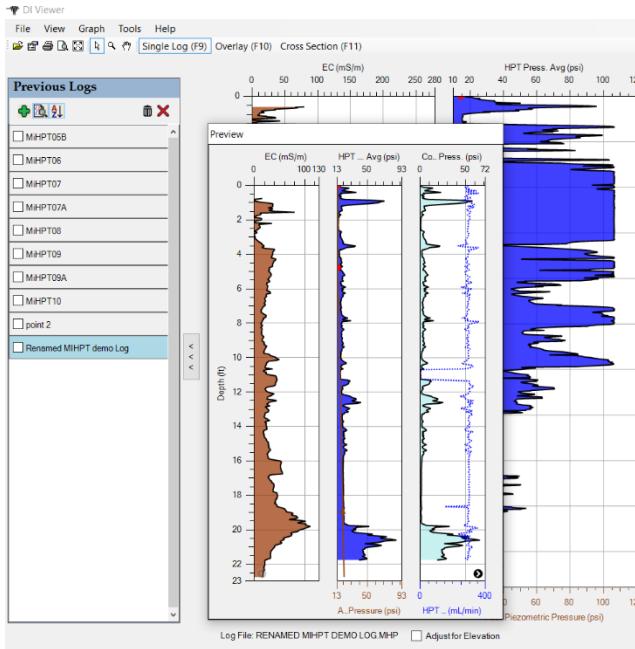 DI Viewer
File View Graph Tools Help
Single Log (F9) Overlay (F10) Cross Section (F11)
Previous Logs
MiHPT05B
MiHPT06
MiHPT07
MiHPT07A
MiHPT08
MiHPT09
MiHPT09A
MiHPT10
point 2
Renamed MIHPT demo Log
<
<
<
EC (mS/m)
0 50 100 150 200 280
HPT Press. Avg (psi)
10 20 40 60 80 100 12
0
Preview
EC (mS/m)
0 100 130
HPT ... Avg (psi)
13 50 93
Co.. Press. (psi)
0 50 72
Depth (ft)
0
2
4
6
8
10
12
14
16
18
20
22
23
13 50 93
A..Pressure (psi)
0 400
HPT .. (mL/min)
60 80 100 12
Piezometric Pressure (psi)
Log File: RENAMED MIHPT DEMO LOG.MHP Adjust for Elevation